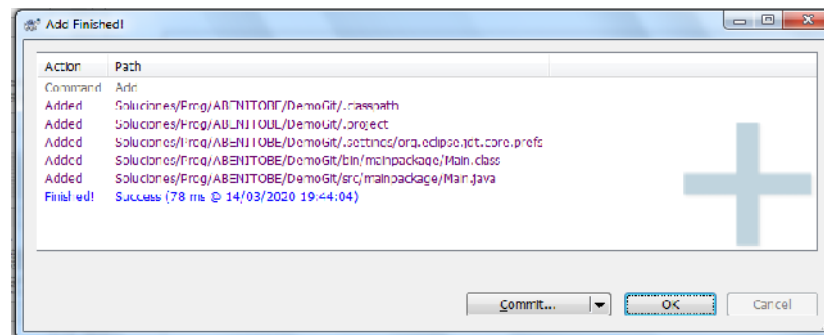 Add Finished!
Action Path
Command Add
Added Soluciones/Prog/ABENITOBE/DemoGit/.classpath
Added Soluciones/Prog/ABENITOBE/DemoGit/.project
Added Soluciones/Prog/ABENITOBE/DemoGit/.settings/org.eclipse.jdt.core.prefs
Added Soluciones/Prog/ABENITOBE/DemoGit/bin/mainpackage/Main.class
Added Soluciones/Prog/ABENITOBE/DemoGit/src/mainpackage/Main.java
Finished! Success (78 ms @ 14/03/2020 19:44:04)
Commit... OK Cancel